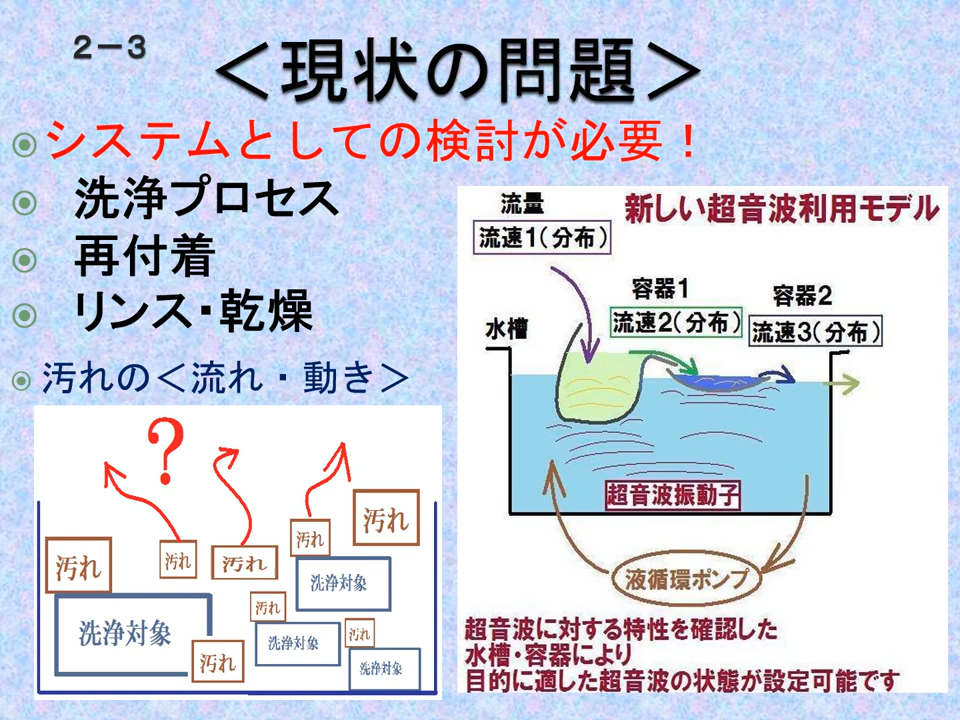 ２－３
＜現状の問題＞
システムとしての検討が必要！
洗浄プロセス
再付着
リンス・乾燥
汚れの＜流れ・動き＞
?
汚れ
汚れ
汚れ
汚れ
汚れ
洗浄対象
洗浄対象
汚れ
汚れ
洗浄対象
汚れ
洗浄対象
新しい超音波利用モデル
流量
流速1(分布)
容器1
流速2(分布)
容器2
流速3(分布)
水槽
超音波振動子
液循環ポンプ
超音波に対する特性を確認した
水槽・容器により
目的に適した超音波の状態が設定可能です